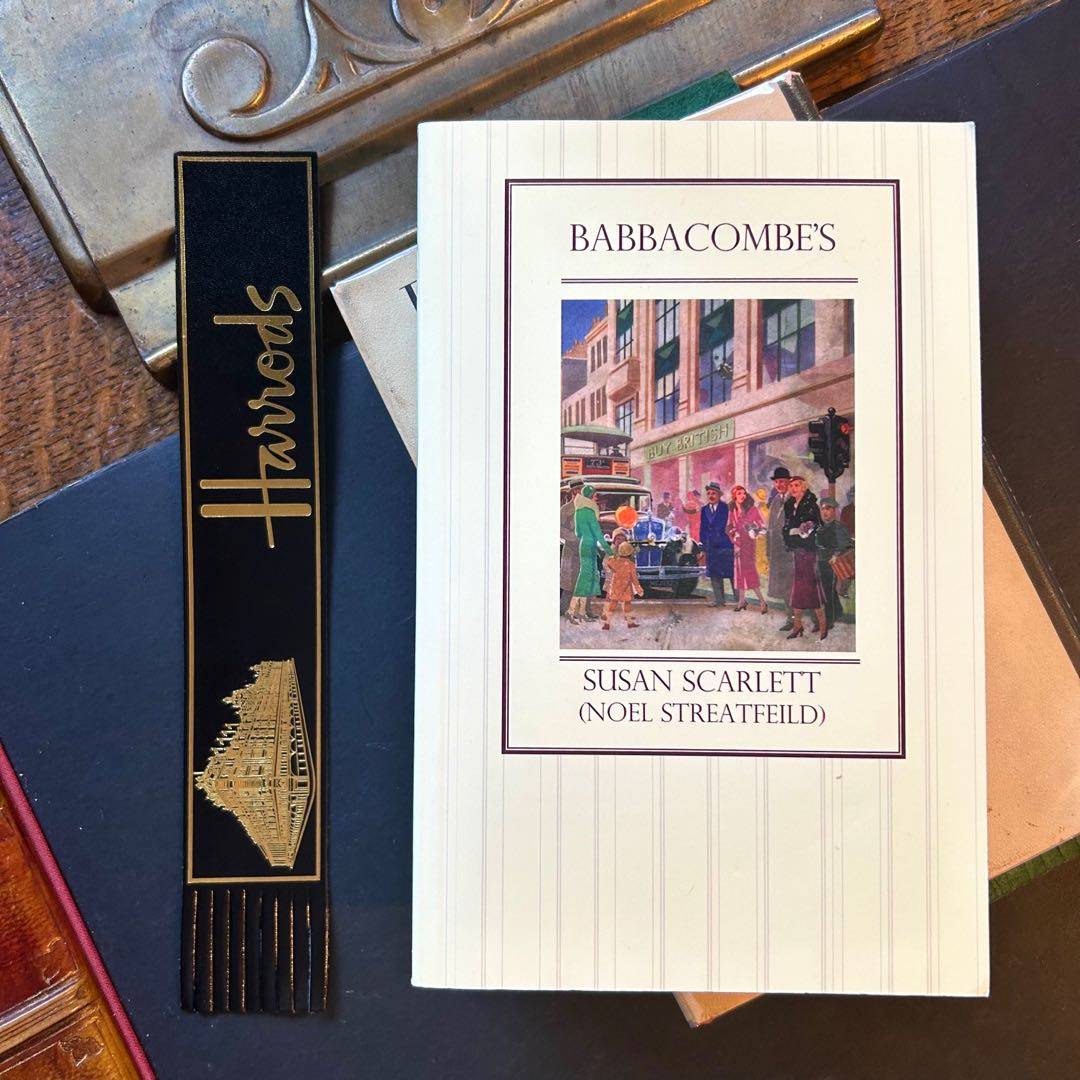 Harrods
BABBACOMBE'S
BUY BRITISH
SUSAN SCARLETT
(NOEL STREATFEILD)